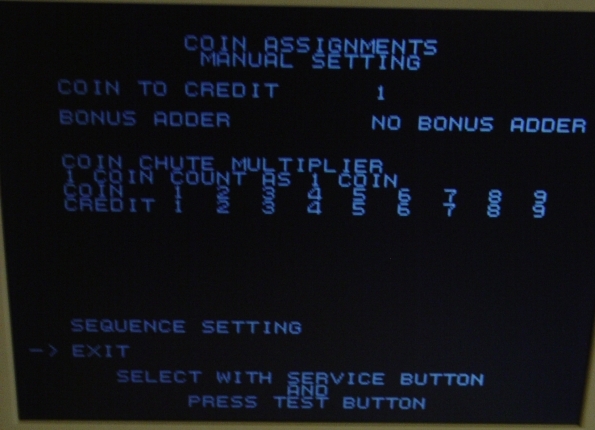 COIN ASSIGNMENTS
MANUAL SETTING
COIN TO CREDIT 1
BONUS ADDER NO BONUS ADDER
COIN CHUTE MULTIPLIER
1 COIN COUNT AS 1 COIN
COIN 1 2 3 4 5 6 7 8 9
CREDIT 1 2 3 4 5 6 7 8 9
SEQUENCE SETTING
-> EXIT
SELECT WITH SERVICE BUTTON
AND
PRESS TEST BUTTON